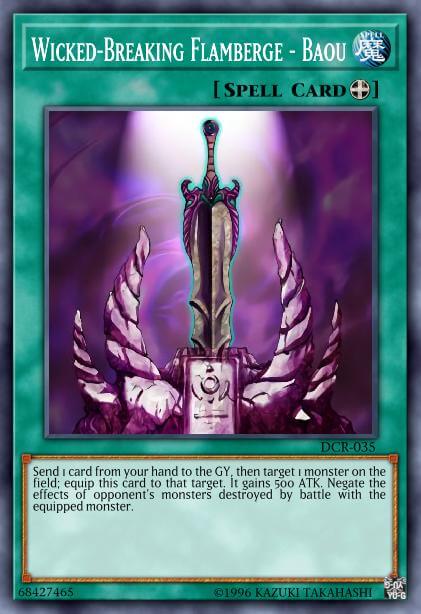 WICKED-BREAKING FLAMBERGE - BAOU
SPELL
魔
[SPELL CARD]
DCR-035
Send 1 card from your hand to the GY, then target 1 monster on the
field; equip this card to that target. It gains 500 ATK. Negate the
effects of opponent's monsters destroyed by battle with the
equipped monster.
68427465
©1996 KAZUKI TAKAHASHI